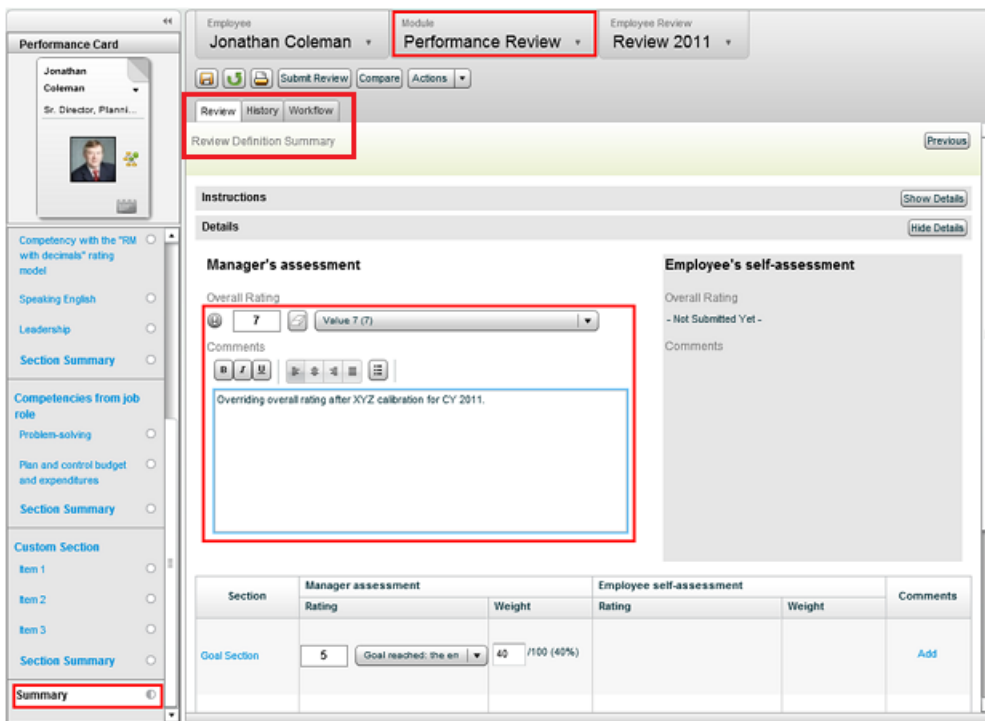 Performance Card
Jonathan
Coleman
Sr. Director, Planni...
Competency with the "RM
with decimals" rating
model
Speaking English
Leadership
Section Summary
Competencies from job
role
Problem-solving
Plan and control budget
and expenditures
Section Summary
Custom Section
Item 1
Item 2
Item 3
Section Summary
Summary
Employee
Jonathan Coleman
Module
Performance Review
Employee Review
Review 2011
Submit Review Compare Actions
Review History Workflow
Review Definition Summary
Previous
Instructions
Show Details
Details
Hide Details
Manager's assessment
Overall Rating
7 Value 7 (7)
Comments
B I U
Overriding overall rating after XYZ calibration for CY 2011.
Employee's self-assessment
Overall Rating
- Not Submitted Yet -
Comments
Section
Manager assessment
Employee self-assessment
Comments
Rating Weight Rating Weight
Goal Section 5 Goal reached: the en 40 /100 (40%) Add